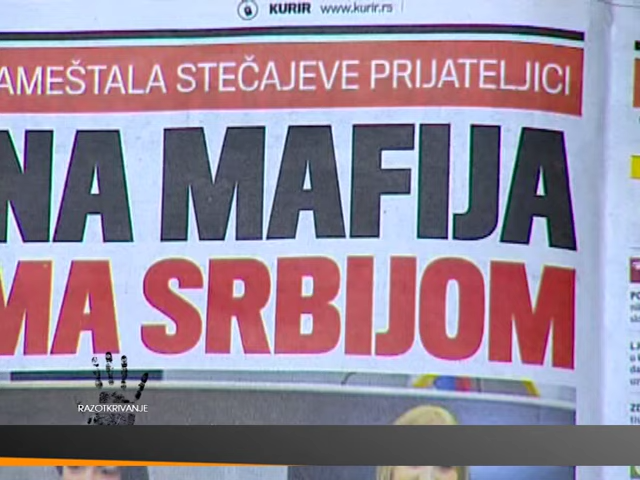 KURIR www.kurir.rs
AMEŠTALA STEČAJEVE PRIJATELJICI
NA MAFIJA
MA SRBIJOM
RAZOTKRIVANJE